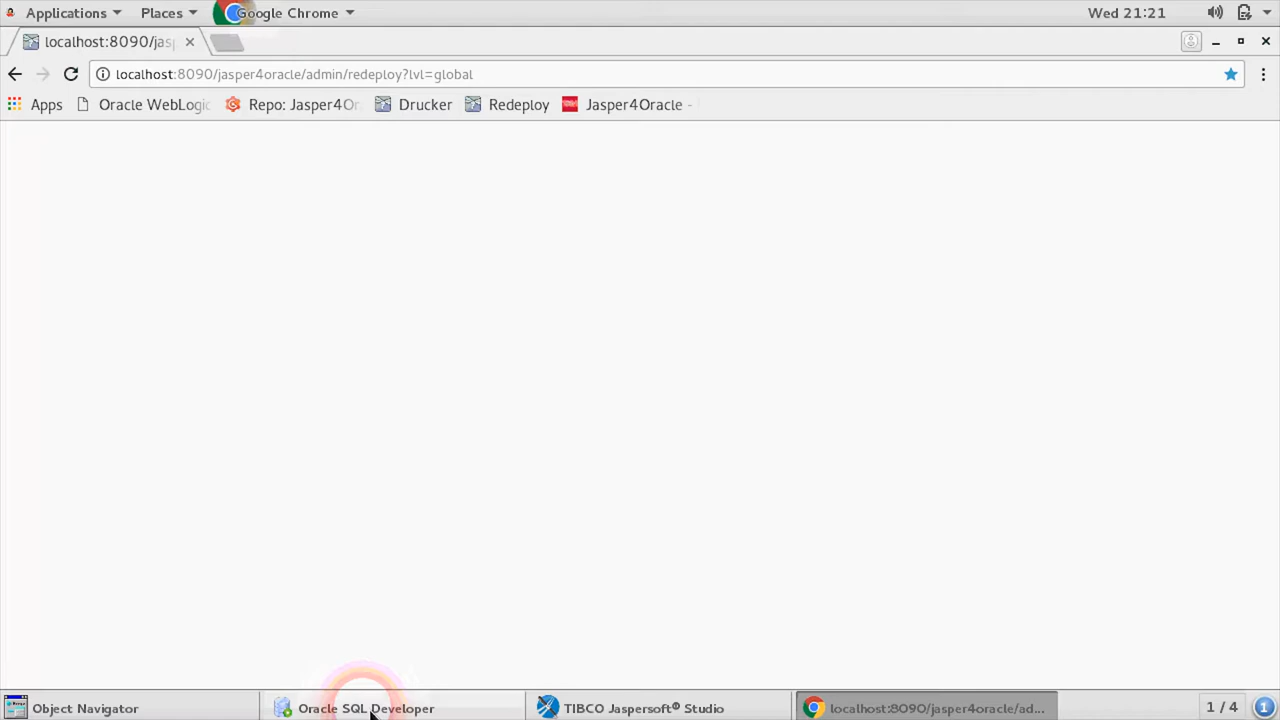 Applications Places Google Chrome Wed 21:21
localhost:8090/jas
localhost:8090/jasper4oracle/admin/redeploy?lvl=global
Apps Oracle WebLogic Repo: Jasper4Or Drucker Redeploy Jasper4Oracle -
Object Navigator Oracle SQL Developer TIBCO Jaspersoft® Studio localhost:8090/jasper4oracle/ad... 1 / 4 1